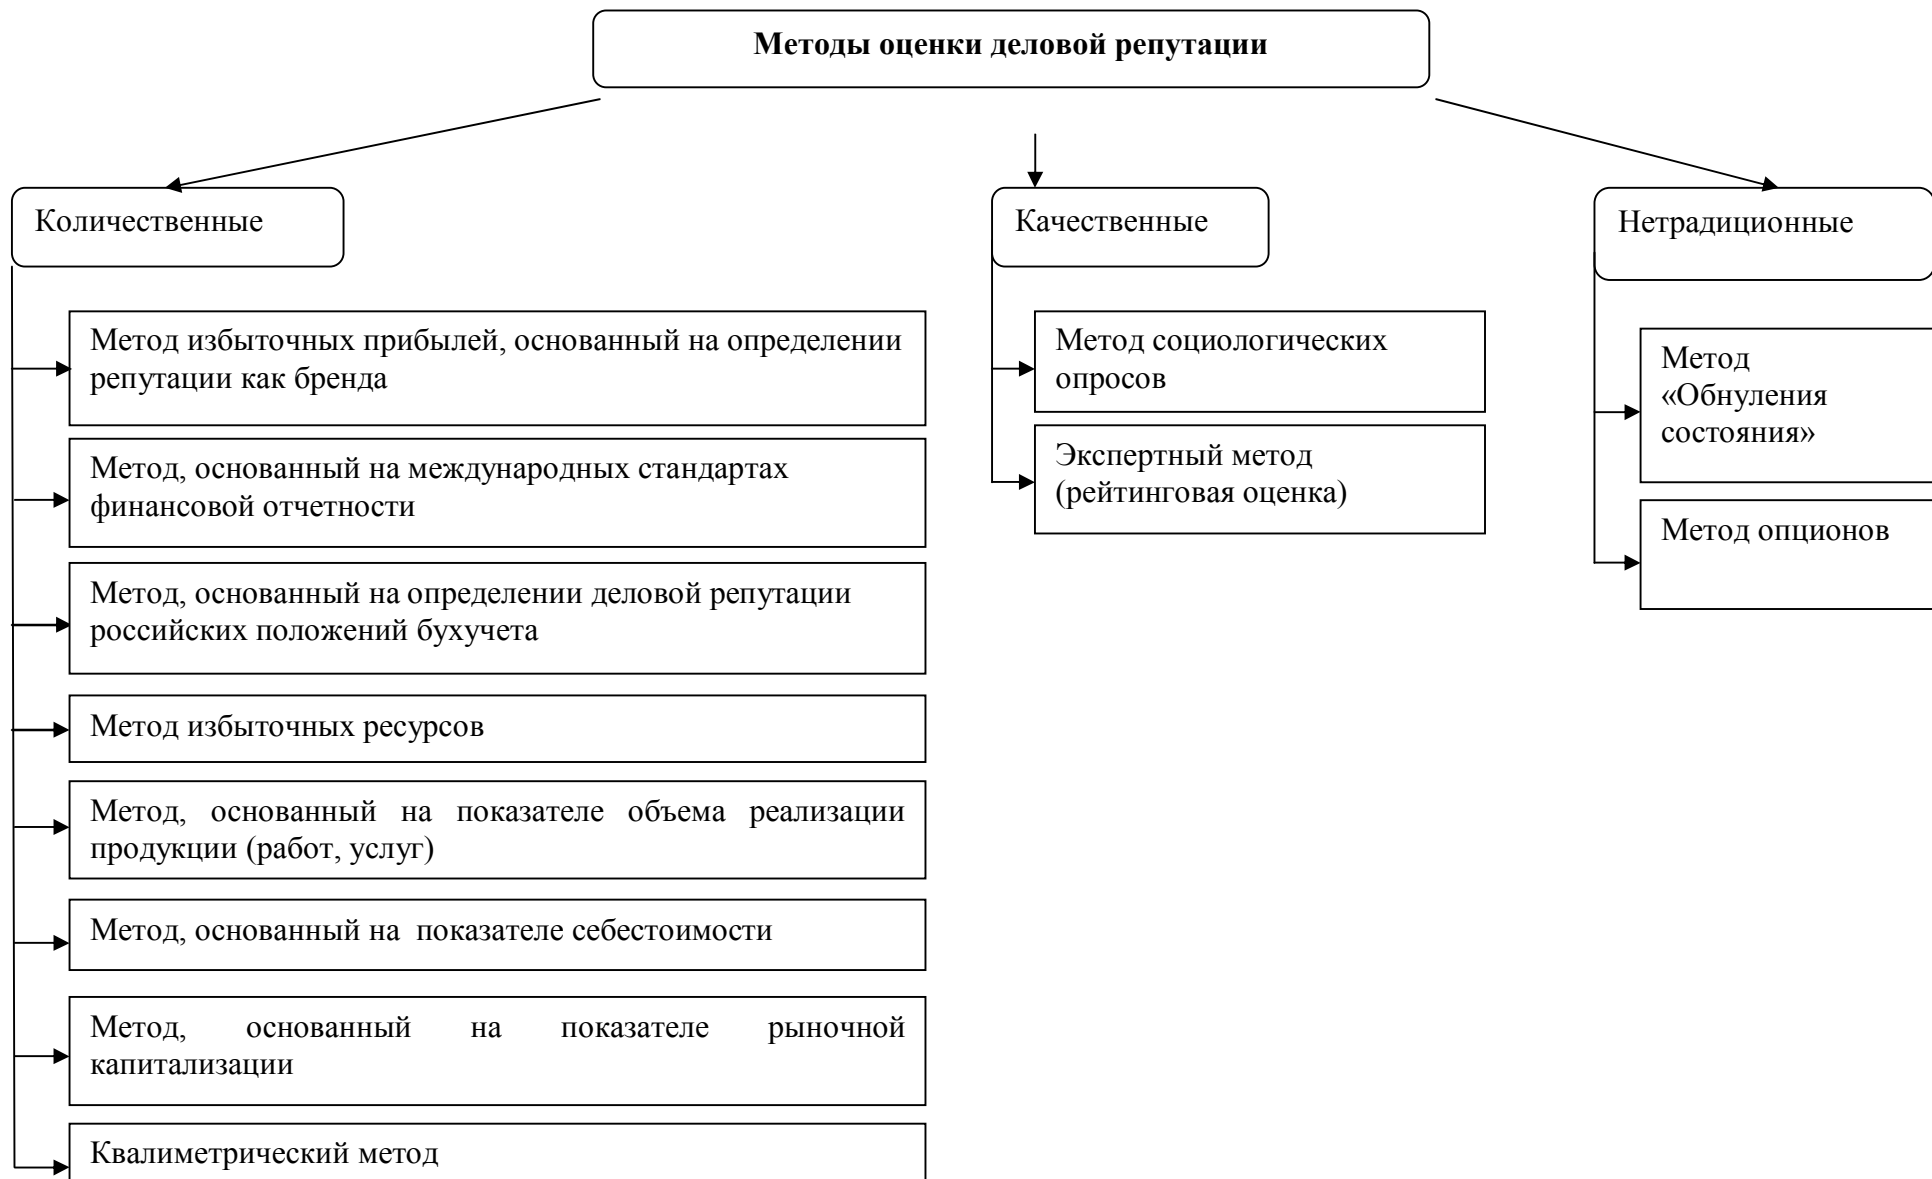 Методы оценки деловой репутации
Количественные
Метод избыточных прибылей, основанный на определении
репутации как бренда
Метод, основанный на международных стандартах
финансовой отчетности
Метод, основанный на определении деловой репутации
российских положений бухучета
Метод избыточных ресурсов
Метод, основанный на показателе объема реализации
продукции (работ, услуг)
Метод, основанный на показателе себестоимости
Метод, основанный на показателе рыночной
капитализации
Квалиметрический метод
Качественные
Метод социологических
опросов
Экспертный метод
(рейтинговая оценка)
Нетрадиционные
Метод
«Обнуления
состояния»
Метод опционов